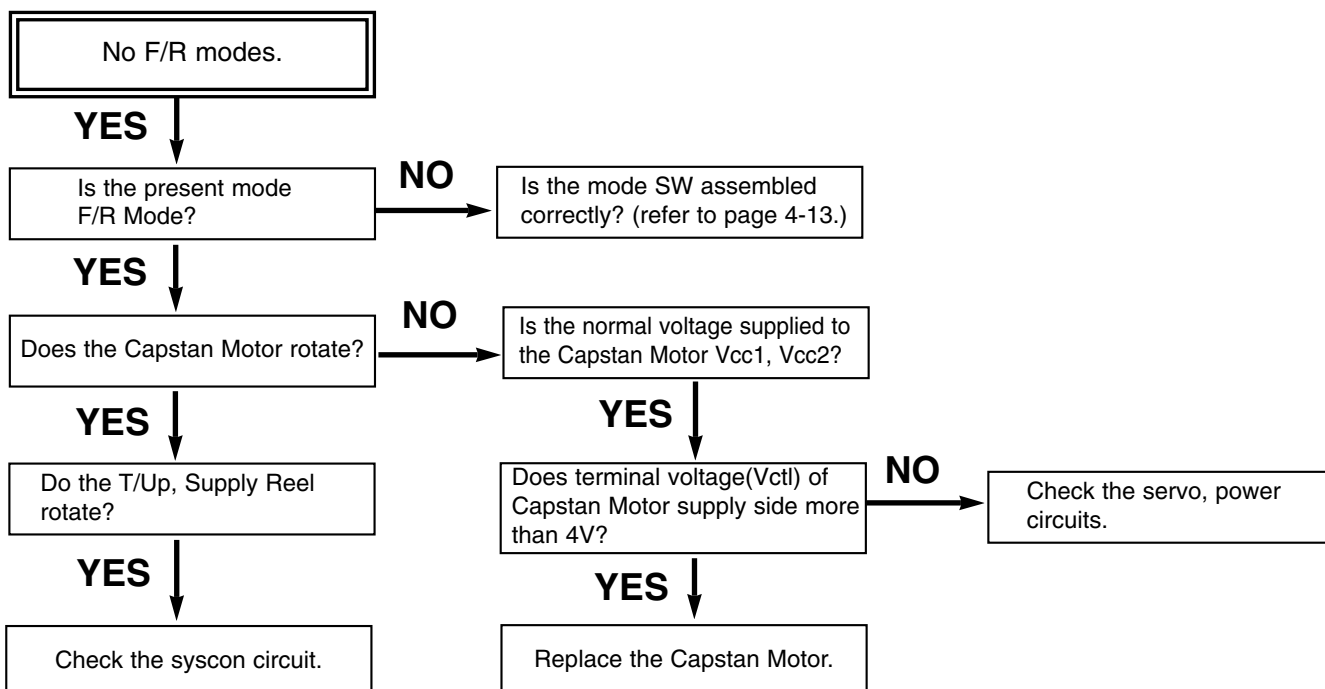 No F/R modes.
YES
Is the present mode
F/R Mode?
NO
Is the mode SW assembled
correctly? (refer to page 4-13.)
YES
Does the Capstan Motor rotate?
NO
Is the normal voltage supplied to
the Capstan Motor Vcc1, Vcc2?
YES
YES
Do the T/Up, Supply Reel
rotate?
Does terminal voltage(Vctl) of
Capstan Motor supply side more
than 4V?
NO
Check the servo, power
circuits.
YES
YES
Check the syscon circuit.
Replace the Capstan Motor.